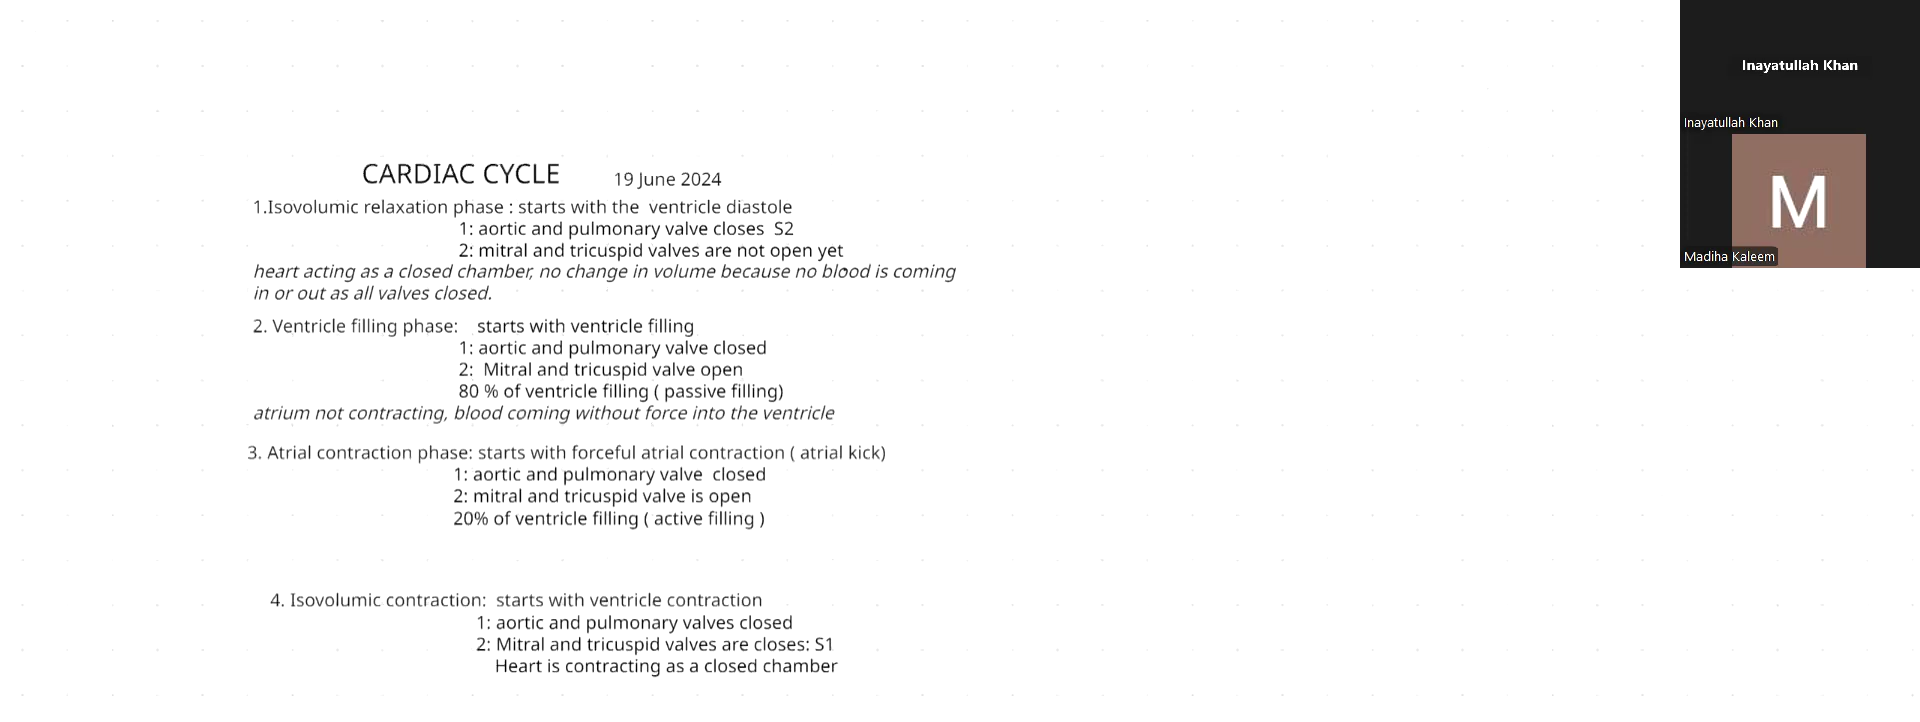 CARDIAC CYCLE 19 June 2024
1.Isovolumic relaxation phase : starts with the ventricle diastole
1: aortic and pulmonary valve closes S2
2: mitral and tricuspid valves are not open yet
heart acting as a closed chamber, no change in volume because no blood is coming
in or out as all valves closed.
2. Ventricle filling phase: starts with ventricle filling
1: aortic and pulmonary valve closed
2: Mitral and tricuspid valve open
80 % of ventricle filling ( passive filling)
atrium not contracting, blood coming without force into the ventricle
3. Atrial contraction phase: starts with forceful atrial contraction ( atrial kick)
1: aortic and pulmonary valve closed
2: mitral and tricuspid valve is open
20% of ventricle filling ( active filling )
4. Isovolumic contraction: starts with ventricle contraction
1: aortic and pulmonary valves closed
2: Mitral and tricuspid valves are closes: S1
Heart is contracting as a closed chamber
Inayatullah Khan
Inayatullah Khan
M
Madiha Kaleem